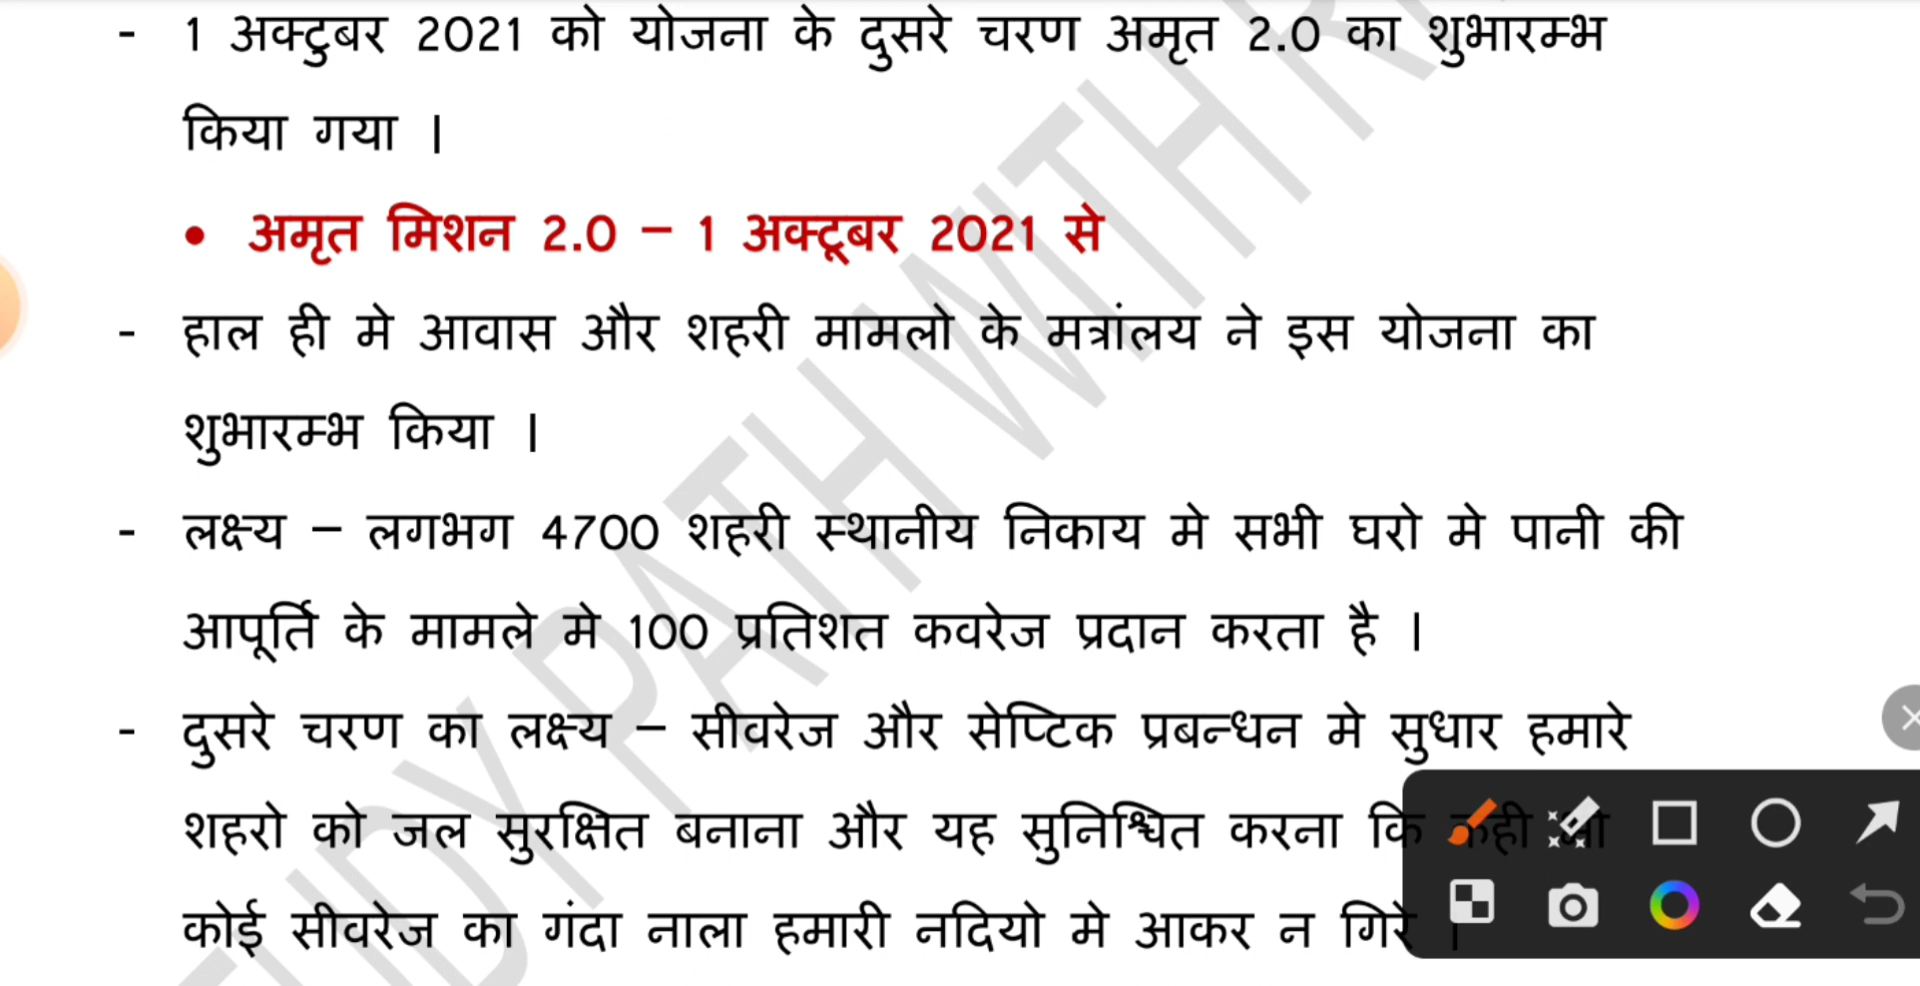 - 1 अक्टुबर 2021 को योजना के दुसरे चरण अमृत 2.0 का शुभारम्भ
किया गया |
• अमृत मिशन 2.0 – 1 अक्टूबर 2021 से
- हाल ही मे आवास और शहरी मामलो के मत्रांलय ने इस योजना का
शुभारम्भ किया |
- लक्ष्य – लगभग 4700 शहरी स्थानीय निकाय मे सभी घरो मे पानी की
आपूर्ति के मामले मे 100 प्रतिशत कवरेज प्रदान करता है |
- दुसरे चरण का लक्ष्य – सीवरेज और सेप्टिक प्रबन्धन मे सुधार हमारे
शहरो को जल सुरक्षित बनाना और यह सुनिश्चित करना कि कही
कोई सीवरेज का गंदा नाला हमारी नदियो मे आकर न गिरे |
PATH WITH